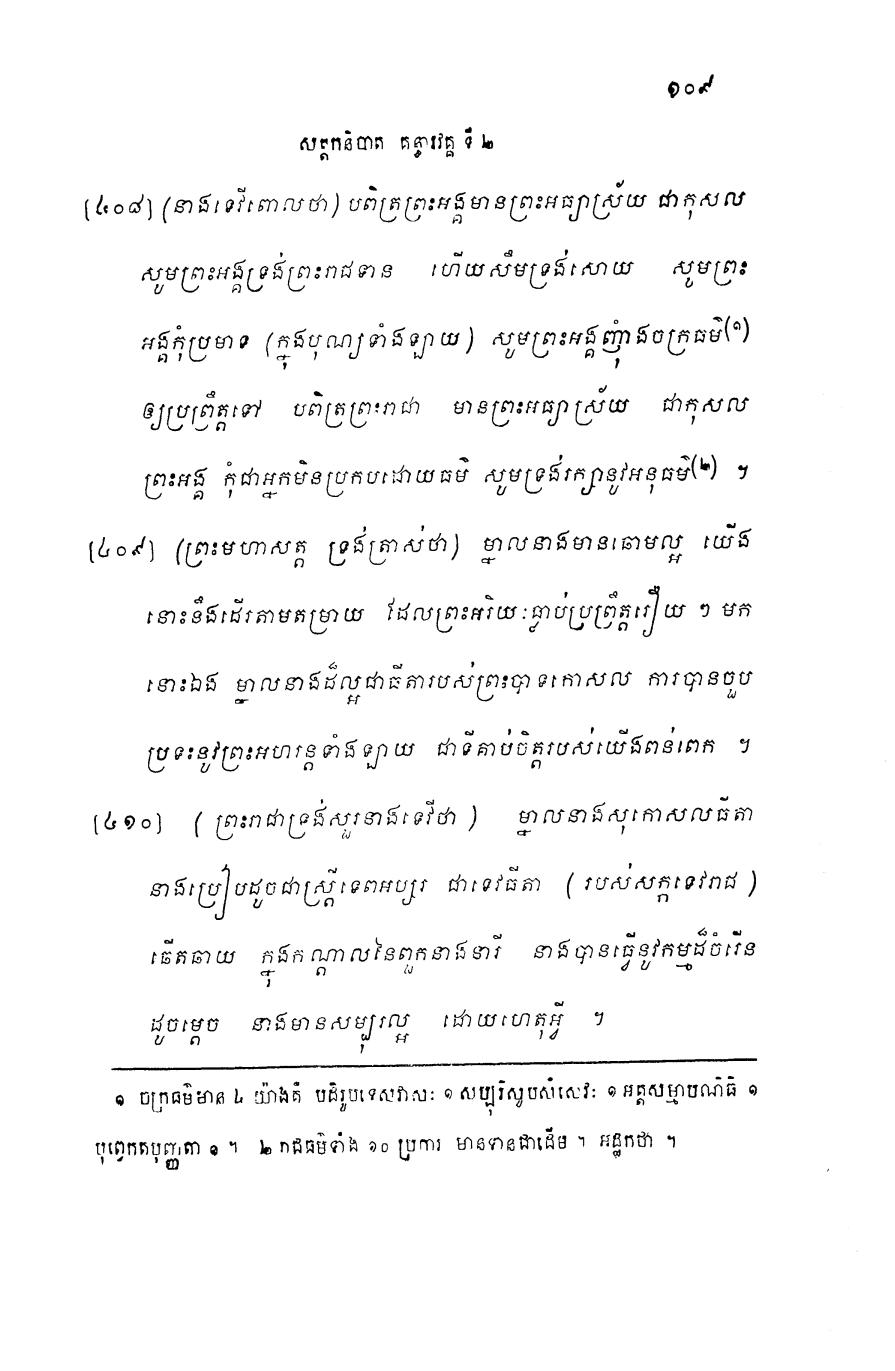 ១០៩
សត្តកនិបាត គន្ធារវគ្គ ទី ២
[៤០៨] (នាងទេវីពោលថា) បពិត្រព្រះអង្គមានព្រះអធ្យាស្រ័យ ជាកុសល
សូមព្រះអង្គទ្រង់ព្រះរាជទាន ហើយសឹមទ្រង់សោយ សូមព្រះ
អង្គកុំប្រមាទ (ក្នុងបុណ្យទាំងឡាយ) សូមព្រះអង្គញុំាងចក្រធម៌(១)
ឲ្យប្រព្រឹត្តទៅ បពិត្រព្រះរាជា មានព្រះអធ្យាស្រ័យ ជាកុសល
ព្រះអង្គ កុំជាអ្នកមិនប្រកបដោយធម៌ សូមទ្រង់រក្សានូវអនុធម៌(២) ។
[៤០៩] (ព្រះមហាសត្ត ទ្រង់ត្រាស់ថា) ម្នាលនាងមានឆោមល្អ យើង
នោះនឹងដើរតាមតម្រាយ ដែលព្រះអរិយៈធ្លាប់ប្រព្រឹត្តរឿយ ៗ មក
នោះឯង ម្នាលនាងដ៏ល្អជាធីតារបស់ព្រះបាទកោសល ការបានចួប
ប្រទះនូវព្រះអរហន្តទាំងឡាយ ជាទីគាប់ចិត្តរបស់យើងពន់ពេក ។
[៤១០] (ព្រះរាជាទ្រង់សួរនាងទេវីថា) ម្នាលនាងសុកោសលធីតា
នាងប្រៀបដូចជាស្ត្រីទេពអប្សរ ជាទេវធីតា (របស់សក្កទេវរាជ)
ចើតឆាយ ក្នុងកណ្តាលនៃពួកនាងនារី នាងបានធ្វើនូវកម្មដ៏ចំរើន
ដូចម្តេច នាងមានសម្បុរល្អ ដោយហេតុអ្វី ។
១ ចក្រធម៌មាន ៤ យ៉ាងគឺ បដិរូបទេសវាសៈ ១ សប្បុរិសូបសំសេវៈ ១ អត្តសម្មាបណិធិ ១
បុព្វេកតបុញ្ញតា ១ ។ ២ រាជធម៌ទាំង ១០ ប្រការ មានទានជាដើម ។ អដ្ឋកថា ។